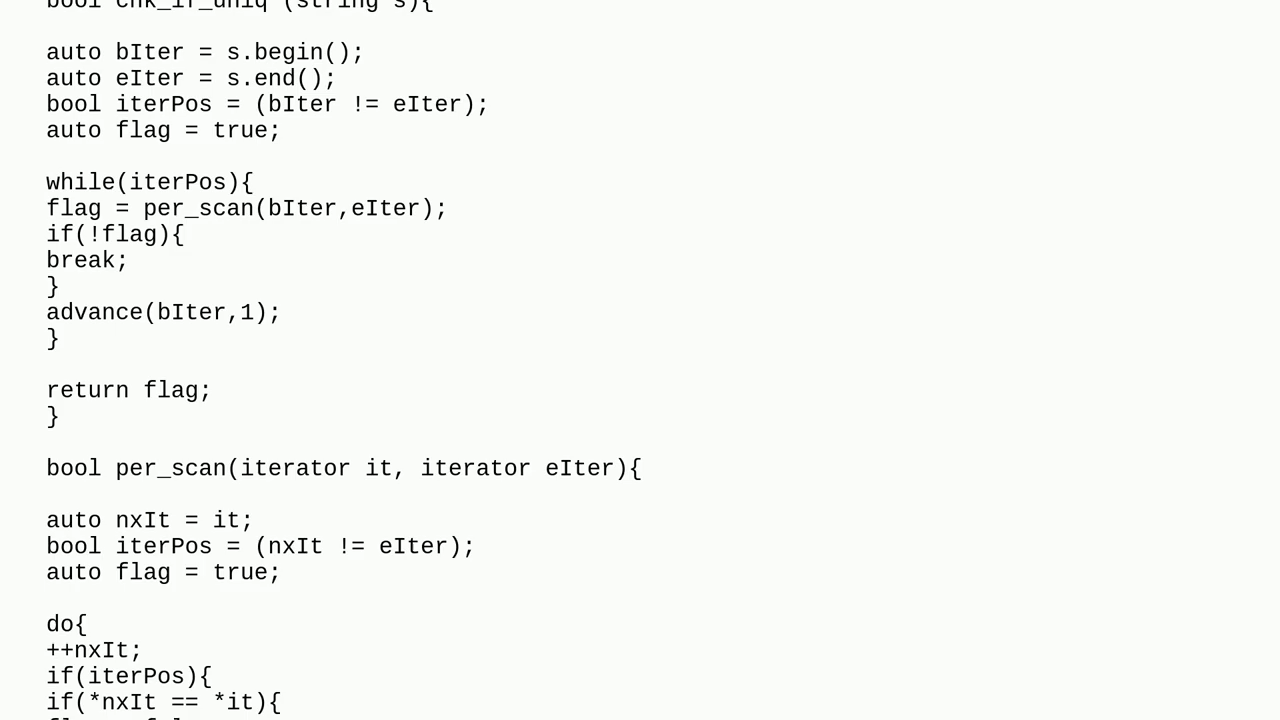 bool chk_if_uniq (string s){
auto bIter = s.begin();
auto eIter = s.end();
bool iterPos = (bIter != eIter);
auto flag = true;
while(iterPos){
flag = per_scan(bIter,eIter);
if(!flag){
break;
}
advance(bIter,1);
}
return flag;
}
bool per_scan(iterator it, iterator eIter){
auto nxIt = it;
bool iterPos = (nxIt != eIter);
auto flag = true;
do{
++nxIt;
if(iterPos){
if(*nxIt == *it){